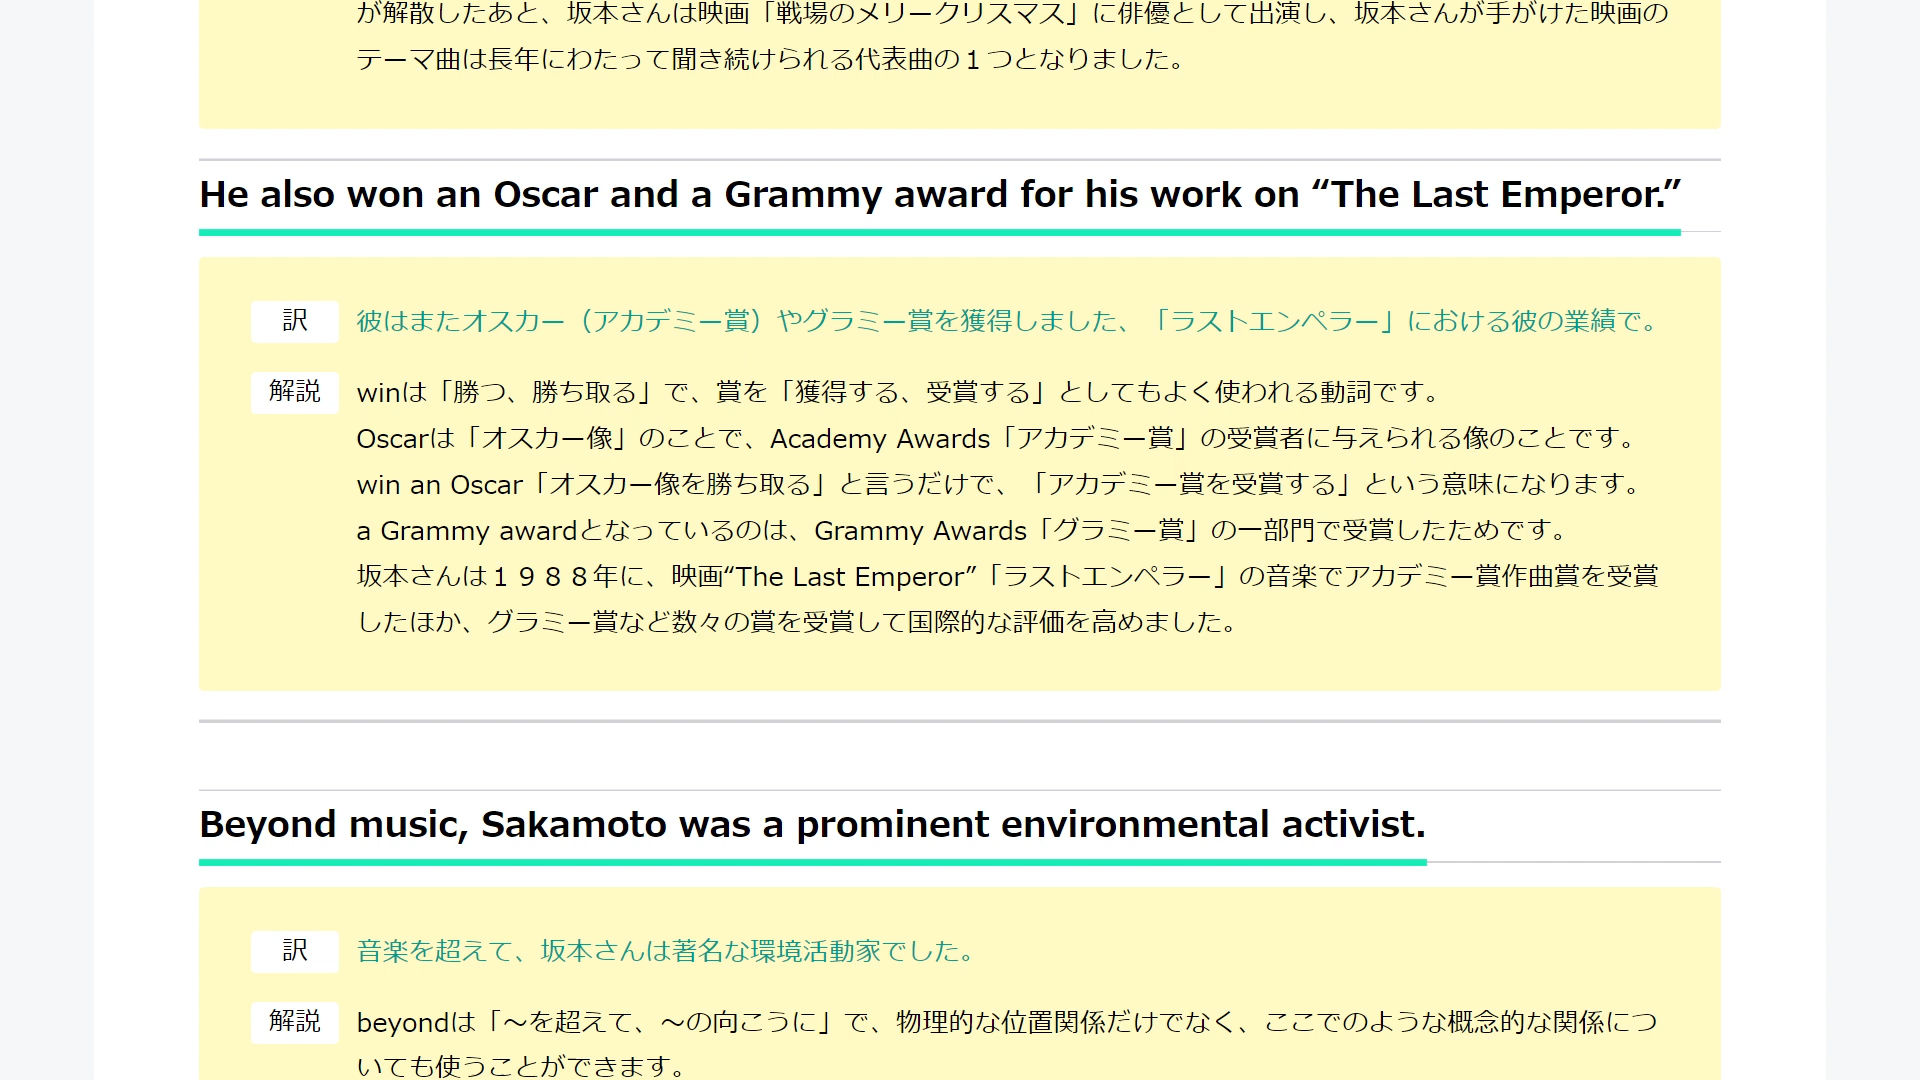 が解散したあと、坂本さんは映画「戦場のメリークリスマス」に俳優として出演し、坂本さんが手がけた映画の
テーマ曲は長年にわたって聞き続けられる代表曲の１つとなりました。
He also won an Oscar and a Grammy award for his work on “The Last Emperor.”
訳 彼はまたオスカー（アカデミー賞）やグラミー賞を獲得しました、「ラストエンペラー」における彼の業績で。
解説 winは「勝つ、勝ち取る」で、賞を「獲得する、受賞する」としてもよく使われる動詞です。
Oscarは「オスカー像」のことで、Academy Awards「アカデミー賞」の受賞者に与えられる像のことです。
win an Oscar「オスカー像を勝ち取る」と言うだけで、「アカデミー賞を受賞する」という意味になります。
a Grammy awardとなっているのは、Grammy Awards「グラミー賞」の一部門で受賞したためです。
坂本さんは１９８８年に、映画“The Last Emperor”「ラストエンペラー」の音楽でアカデミー賞作曲賞を受賞
したほか、グラミー賞など数々の賞を受賞して国際的な評価を高めました。
Beyond music, Sakamoto was a prominent environmental activist.
訳 音楽を超えて、坂本さんは著名な環境活動家でした。
解説 beyondは「～を超えて、～の向こうに」で、物理的な位置関係だけでなく、ここでのような概念的な関係につ
いても使うことができます。